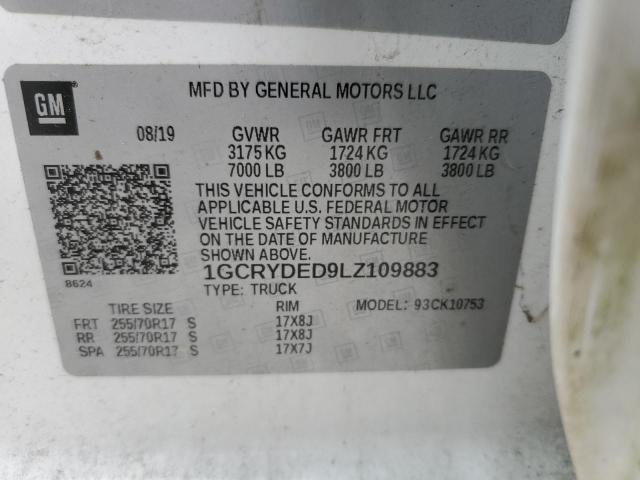 GM
MFD BY GENERAL MOTORS LLC
08/19 GVWR GAWR FRT GAWR RR
3175 KG 1724 KG 1724 KG
7000 LB 3800 LB 3800 LB
THIS VEHICLE CONFORMS TO ALL
APPLICABLE U.S. FEDERAL MOTOR
VEHICLE SAFETY STANDARDS IN EFFECT
ON THE DATE OF MANUFACTURE
SHOWN ABOVE.
8624
1GCRYDED9LZ109883
TYPE: TRUCK
TIRE SIZE RIM MODEL: 93CK10753
FRT 255/70R17 S 17X8J
RR 255/70R17 S 17X8J
SPA 255/70R17 S 17X7J